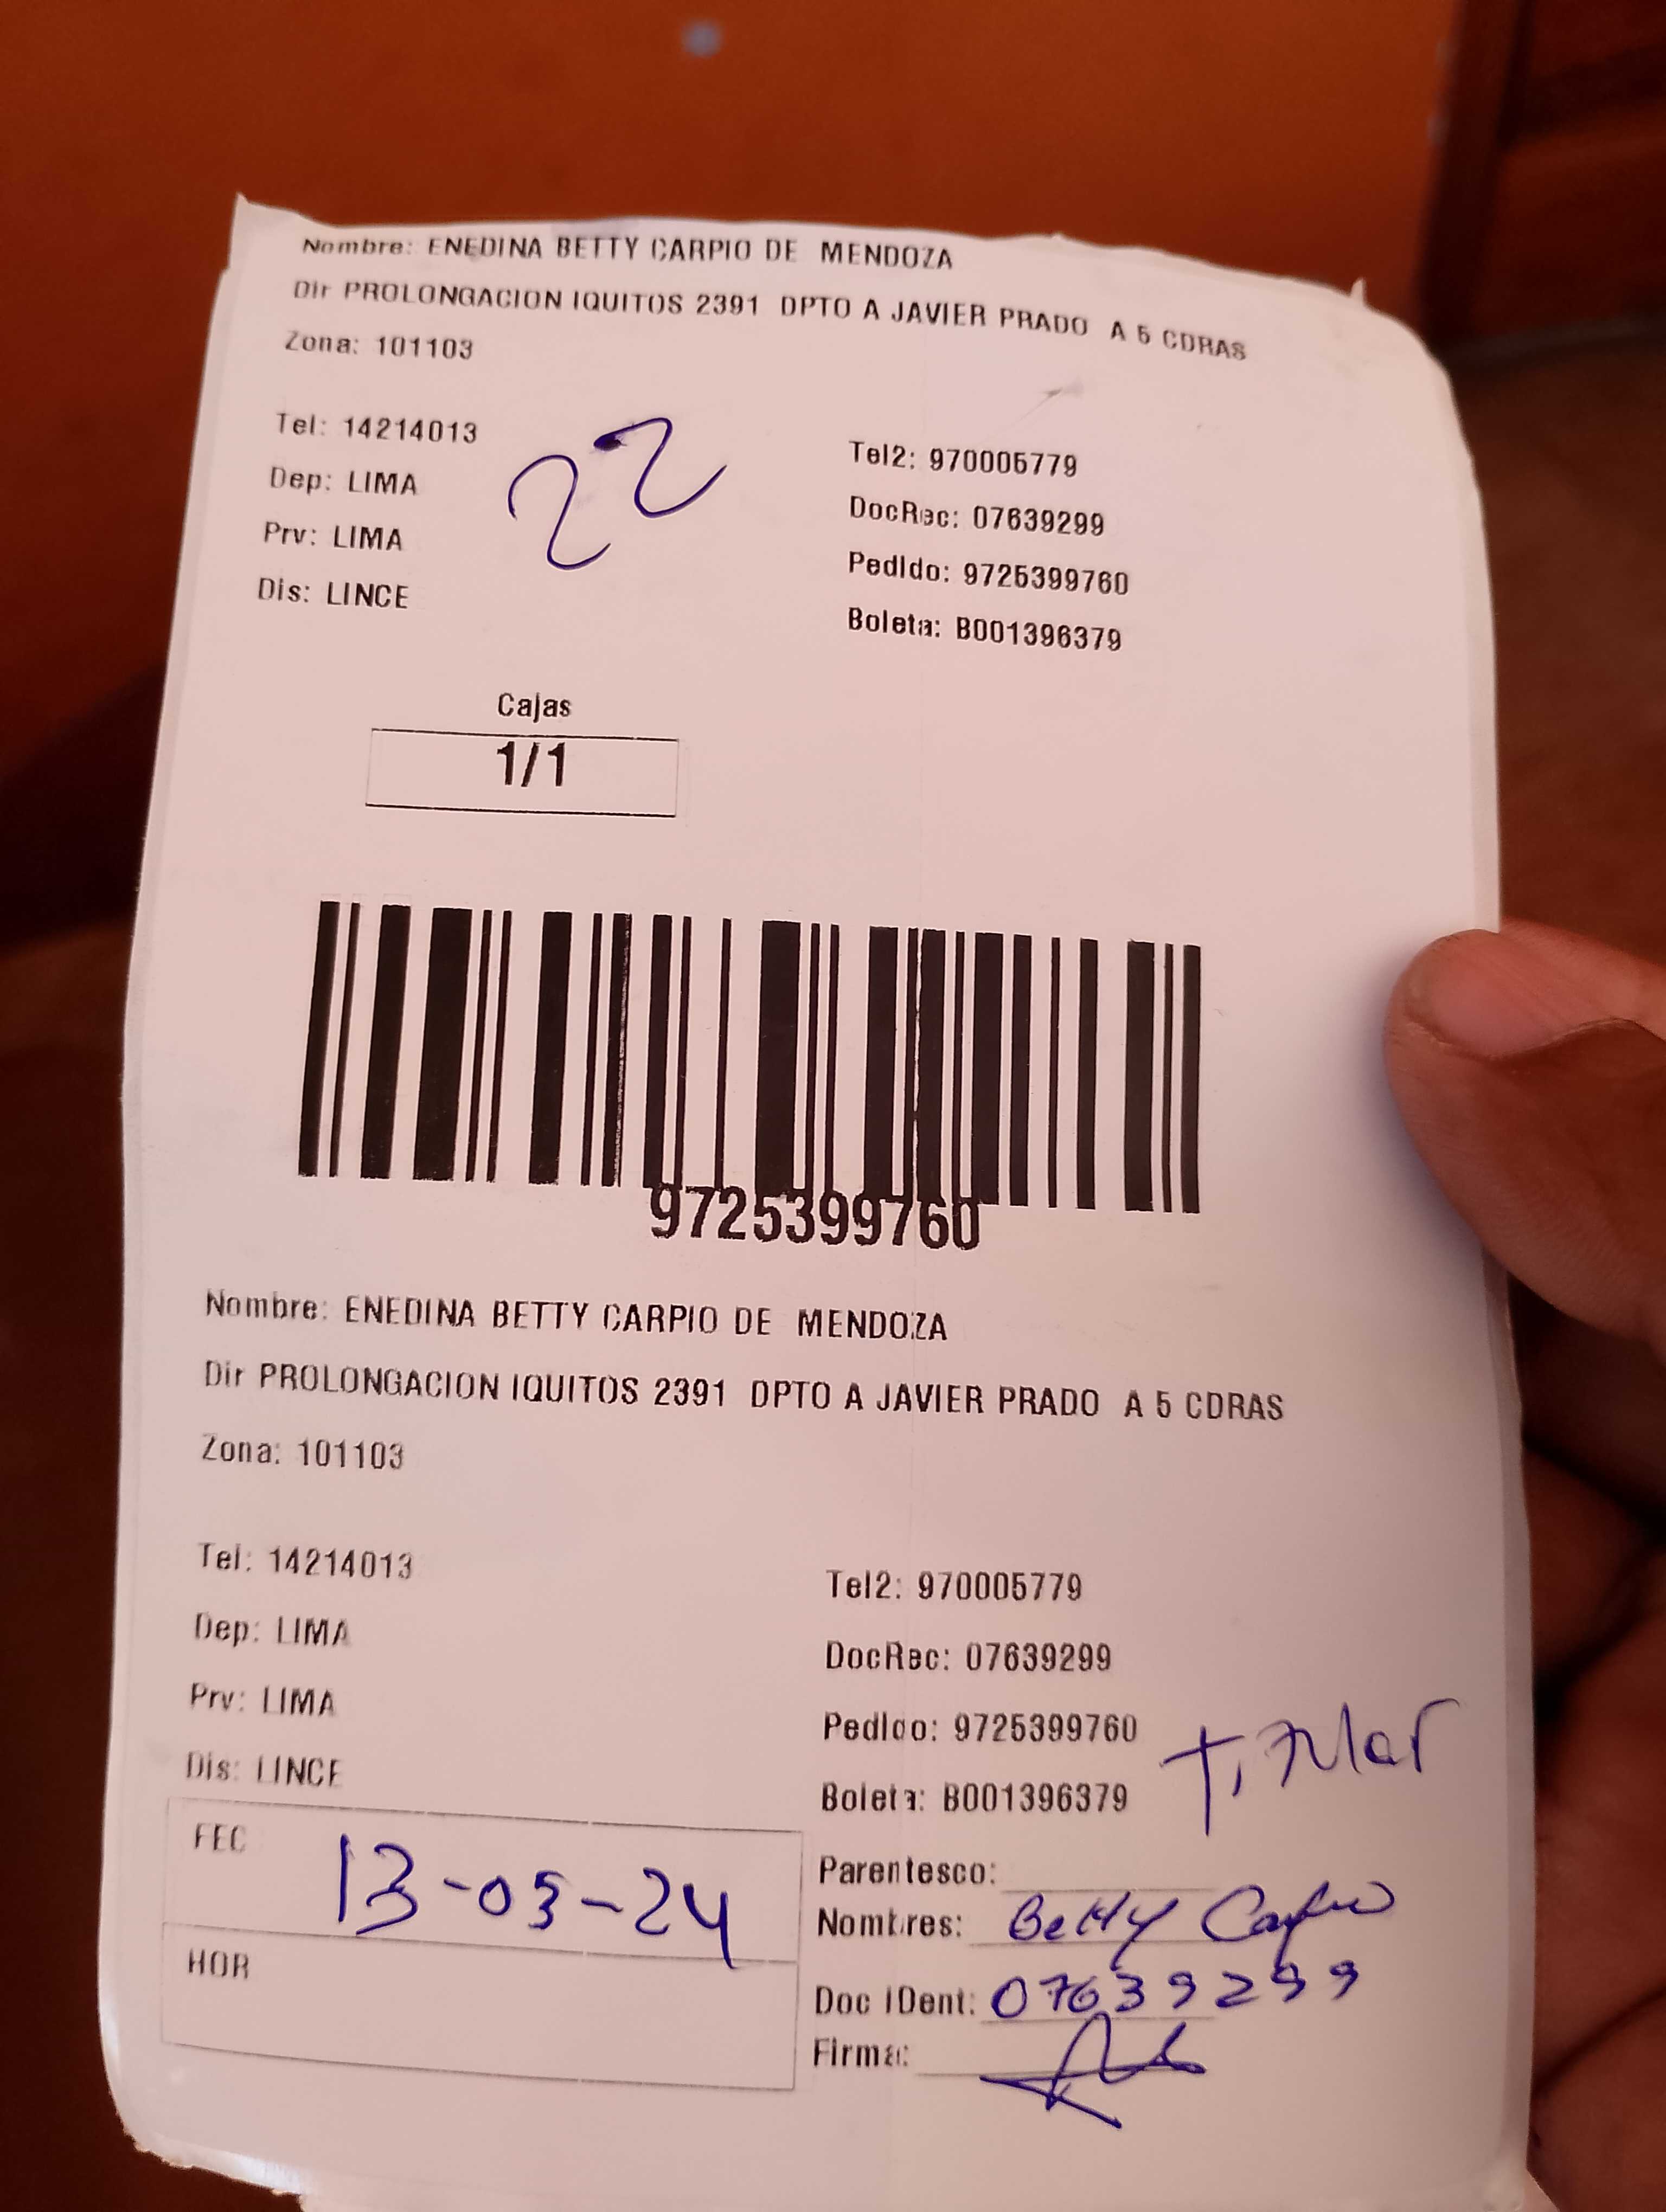 Nombre: ENEDINA BETTY CARPIO DE MENDOZA
Dir PROLONGACION IQUITOS 2391 DPTO A JAVIER PRADO A 5 CDRAS
Zona: 101103
22
Tel: 14214013
Dep: LIMA
Prv: LIMA
Dis: LINCE
Tel2: 970005779
DocRec: 07639299
Pedido: 9725399760
Boleta: B001396379
Cajas
1/1
9725399760
Nombre: ENEDINA BETTY CARPIO DE MENDOZA
Dir PROLONGACION IQUITOS 2391 DPTO A JAVIER PRADO A 5 CDRAS
Zona: 101103
Tel: 14214013
Dep: LIMA
Prv: LIMA
Dis: LINCE
Tel2: 970005779
DocRec: 07639299
Pedido: 9725399760
Boleta: B001396379
Titular
FEC 13-03-24
HOR
Parentesco:
Nombres: Betty Carpio
Doc IDent: 07639299
Firma: